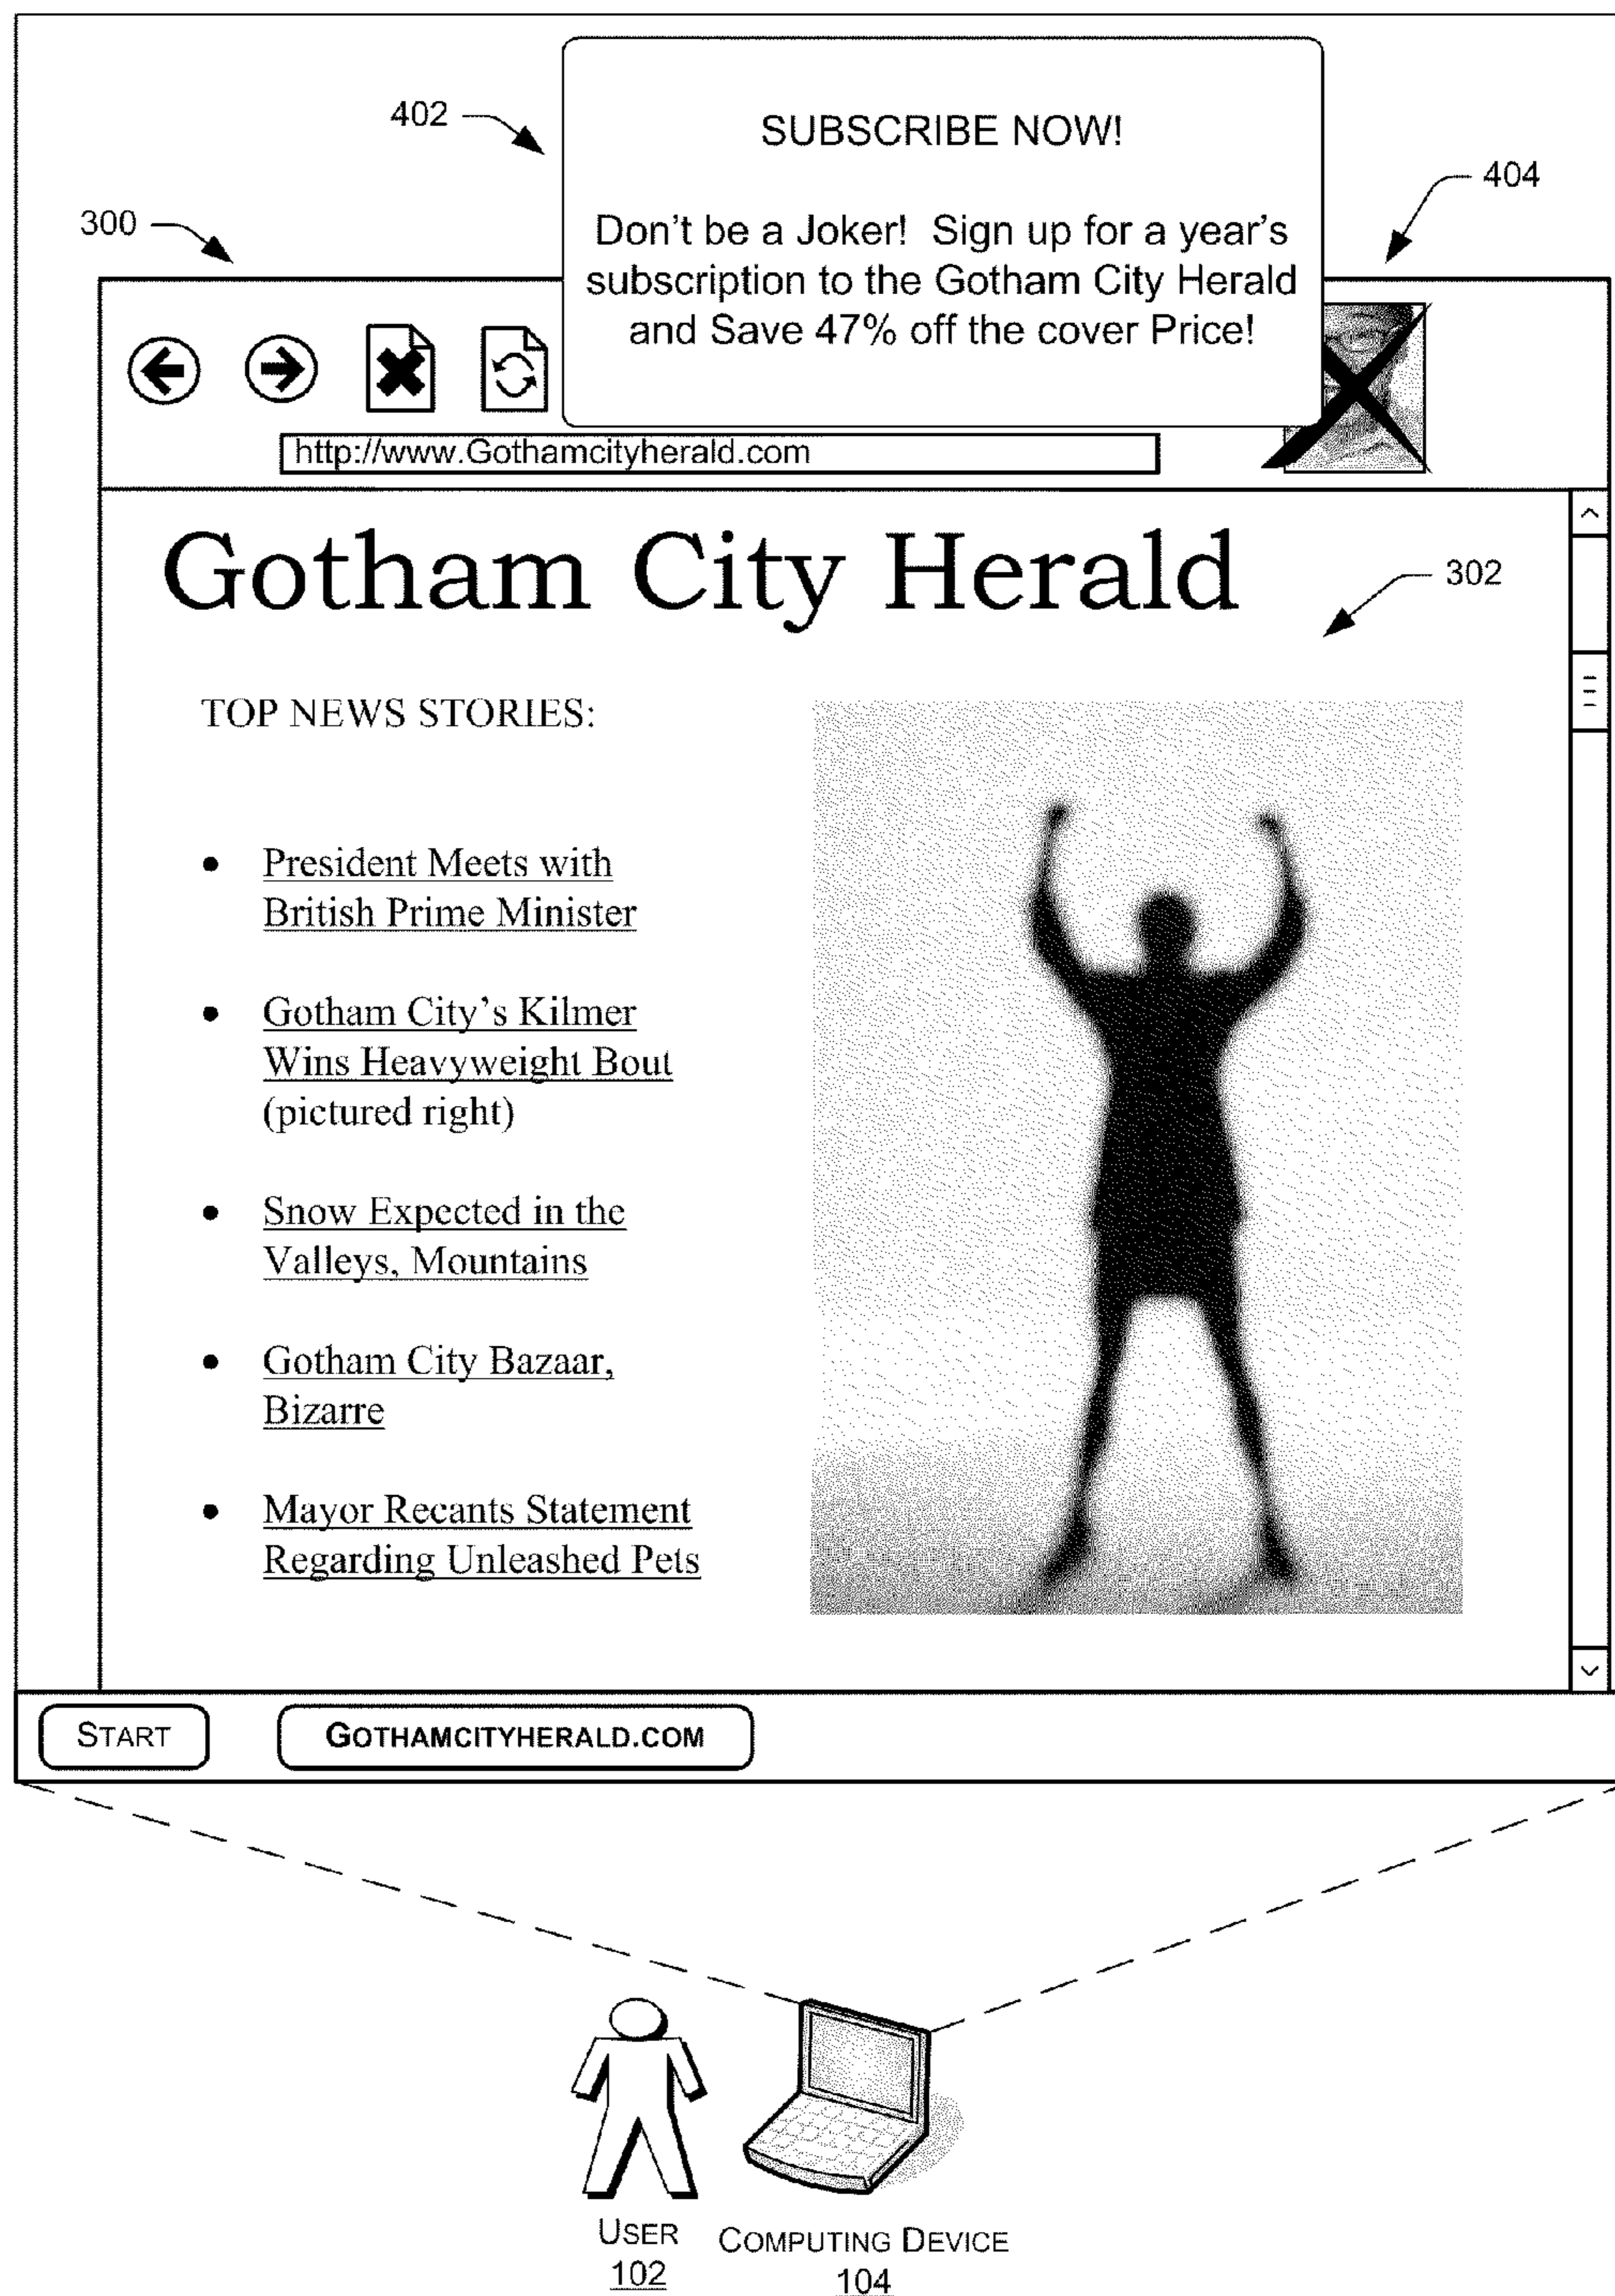 402
SUBSCRIBE NOW!
404
300
Don't be a Joker! Sign up for a year's
subscription to the Gotham City Herald
and Save 47% off the cover Price!
http://www.Gothamcityherald.com
Gotham City Herald
302
TOP NEWS STORIES:
• President Meets with
British Prime Minister
• Gotham City's Kilmer
Wins Heavyweight Bout
(pictured right)
• Snow Expected in the
Valleys, Mountains
• Gotham City Bazaar,
Bizarre
• Mayor Recants Statement
Regarding Unleashed Pets
START
GOTHAMCITYHERALD.COM
USER
102
COMPUTING DEVICE
104